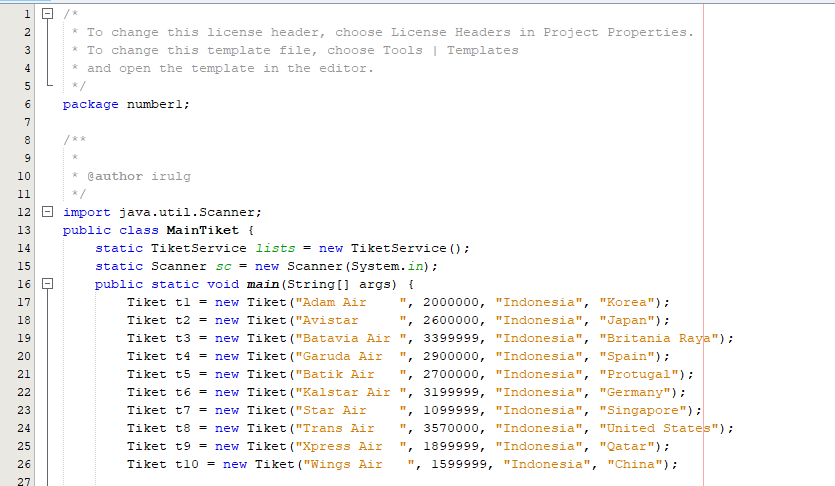 1 /*
2 * To change this license header, choose License Headers in Project Properties.
3 * To change this template file, choose Tools | Templates
4 * and open the template in the editor.
5 */
6 package number1;
7
8 /**
9 *
10 * @author irulg
11 */
12 import java.util.Scanner;
13 public class MainTiket {
14 static TiketService lists = new TiketService();
15 static Scanner sc = new Scanner(System.in);
16 public static void main(String[] args) {
17 Tiket t1 = new Tiket("Adam Air    ", 2000000, "Indonesia", "Korea");
18 Tiket t2 = new Tiket("Avistar     ", 2600000, "Indonesia", "Japan");
19 Tiket t3 = new Tiket("Batavia Air ", 3399999, "Indonesia", "Britania Raya");
20 Tiket t4 = new Tiket("Garuda Air  ", 2900000, "Indonesia", "Spain");
21 Tiket t5 = new Tiket("Batik Air   ", 2700000, "Indonesia", "Protugal");
22 Tiket t6 = new Tiket("Kalstar Air ", 3199999, "Indonesia", "Germany");
23 Tiket t7 = new Tiket("Star Air    ", 1099999, "Indonesia", "Singapore");
24 Tiket t8 = new Tiket("Trans Air   ", 3570000, "Indonesia", "United States");
25 Tiket t9 = new Tiket("Xpress Air  ", 1899999, "Indonesia", "Qatar");
26 Tiket t10 = new Tiket("Wings Air   ", 1599999, "Indonesia", "China");
27